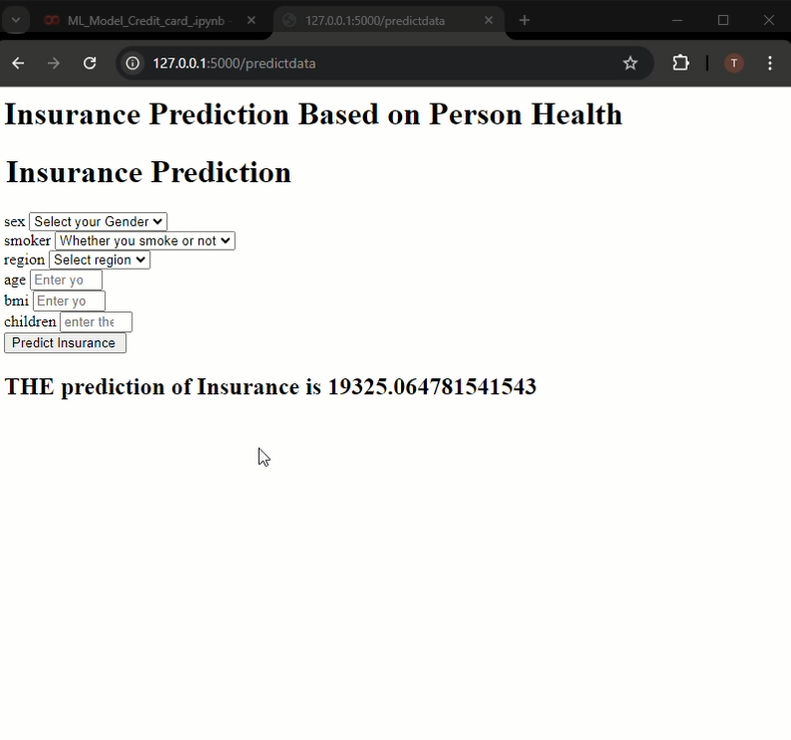 ML_Model_Credit_card_.ipynb
127.0.0.1:5000/predictdata
127.0.0.1:5000/predictdata
T
Insurance Prediction Based on Person Health
Insurance Prediction
sex Select your Gender
smoker Whether you smoke or not
region Select region
age Enter yo
bmi Enter yo
children enter the
Predict Insurance
THE prediction of Insurance is 19325.064781541543